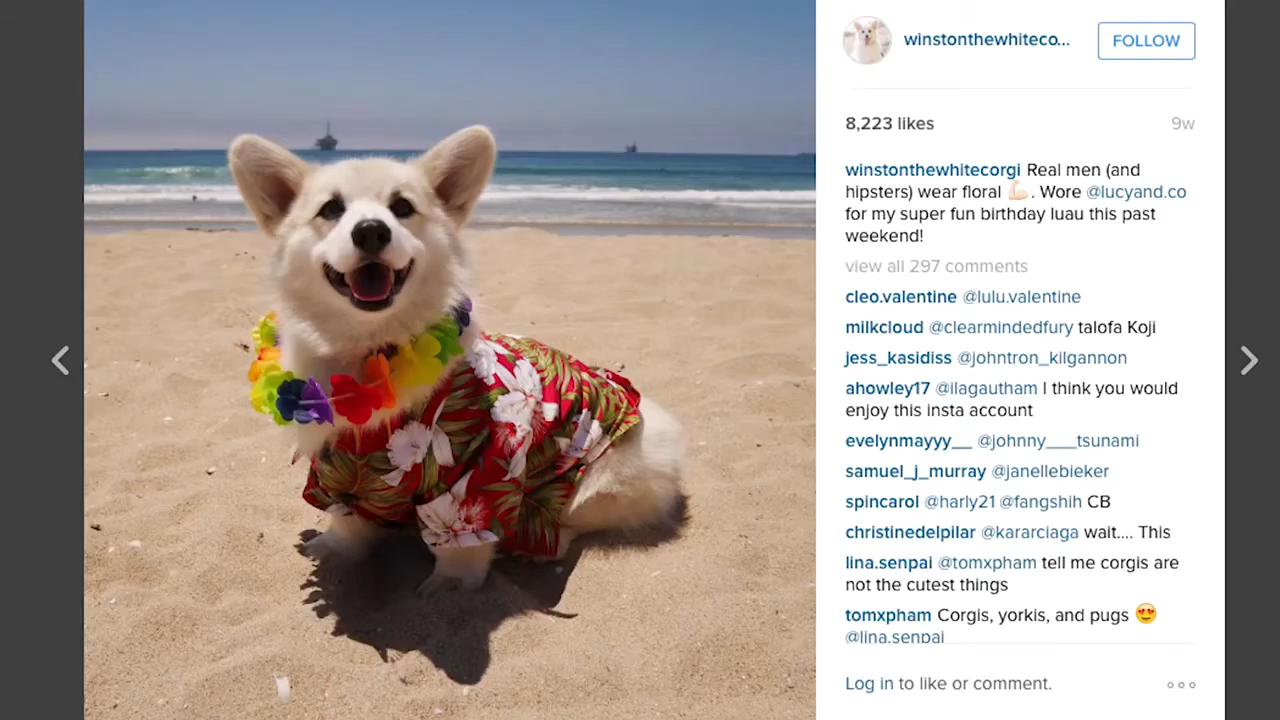 winstonthewhiteco...
FOLLOW
8,223 likes
9w
winstonthewhitecorgi Real men (and
hipsters) wear floral 💪🏻. Wore @lucyand.co
for my super fun birthday luau this past
weekend!
view all 297 comments
cleo.valentine @lulu.valentine
milkcloud @clearmindedfury talofa Koji
jess_kasidiss @johntron_kilgannon
ahowley17 @ilagautham I think you would
enjoy this insta account
evelynmayyy__ @johnny___tsunami
samuel_j_murray @janellebieker
spincarol @harly21 @fangshih CB
christinedelpilar @kararciaga wait.... This
lina.senpai @tomxpham tell me corgis are
not the cutest things
tomxpham Corgis, yorkis, and pugs 😍
@lina.senpai
Log in to like or comment.